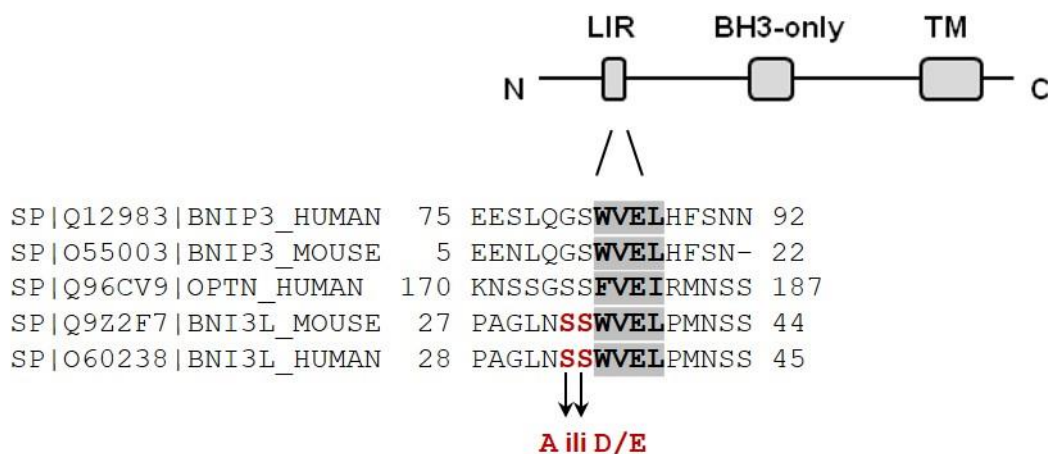 LIR BH3-only TM
N C
SP|Q12983|BNIP3_HUMAN 75 EESLQGSWVELHFSNN 92
SP|O55003|BNIP3_MOUSE 5 EENLQGSWVELHFSN- 22
SP|Q96CV9|OPTN_HUMAN 170 KNSSGSSFVEIRMNSS 187
SP|Q9Z2F7|BNI3L_MOUSE 27 PAGLNSSWVELPMNSS 44
SP|O60238|BNI3L_HUMAN 28 PAGLNSSWVELPMNSS 45
A ili D/E